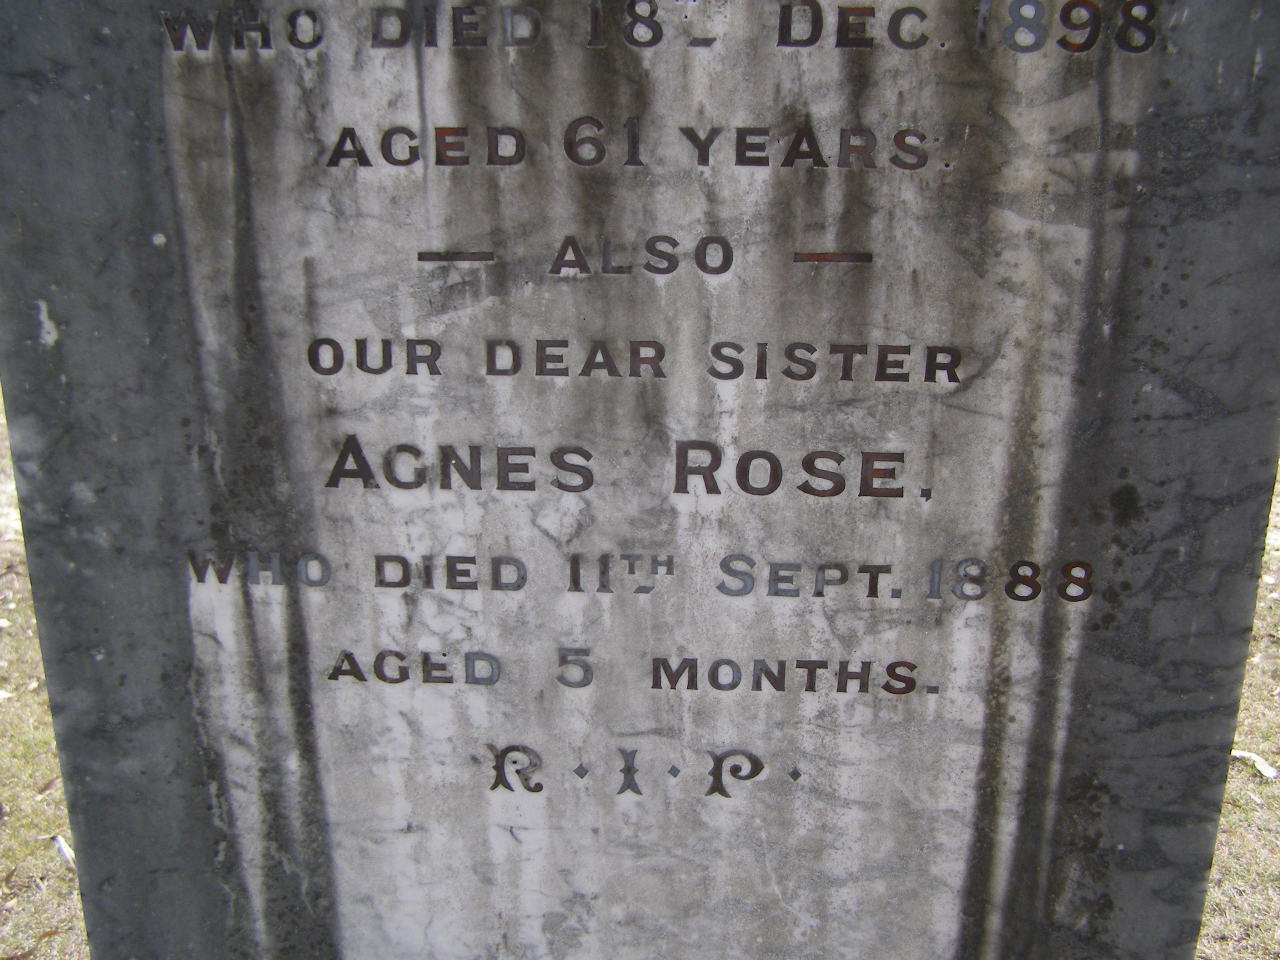 WHO DIED 18TH DEC. 1898
AGED 61 YEARS.
— ALSO —
OUR DEAR SISTER
AGNES ROSE,
WHO DIED 11TH SEPT. 1888
AGED 5 MONTHS.
R · I · P ·